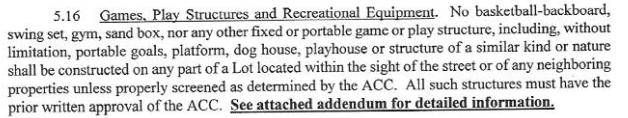 5.16 Games, Play Structures and Recreational Equipment. No basketball-backboard,
swing set, gym, sand box, nor any other fixed or portable game or play structure, including, without
limitation, portable goals, platform, dog house, playhouse or structure of a similar kind or nature
shall be constructed on any part of a Lot located within the sight of the street or of any neighboring
properties unless properly screened as determined by the ACC. All such structures must have the
prior written approval of the ACC. See attached addendum for detailed information.